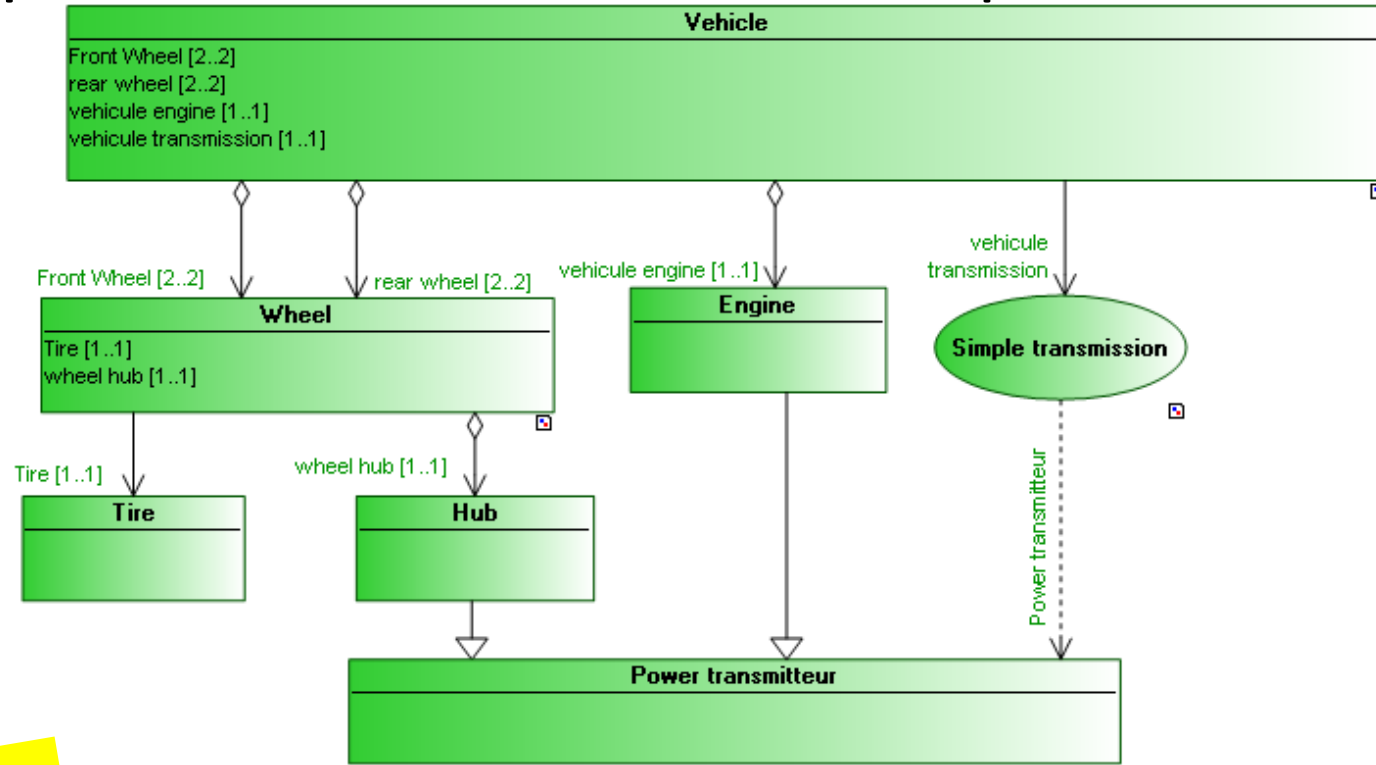 Vehicle
Front Wheel [2..2]
rear wheel [2..2]
vehicule engine [1..1]
vehicule transmission [1..1]
vehicule
transmission
Front Wheel [2..2]
rear wheel [2..2]
vehicule engine [1..1]
Wheel
Engine
Tire [1..1]
wheel hub [1..1]
Simple transmission
Tire [1..1]
wheel hub [1..1]
Power transmitteur
Tire
Hub
Power transmitteur